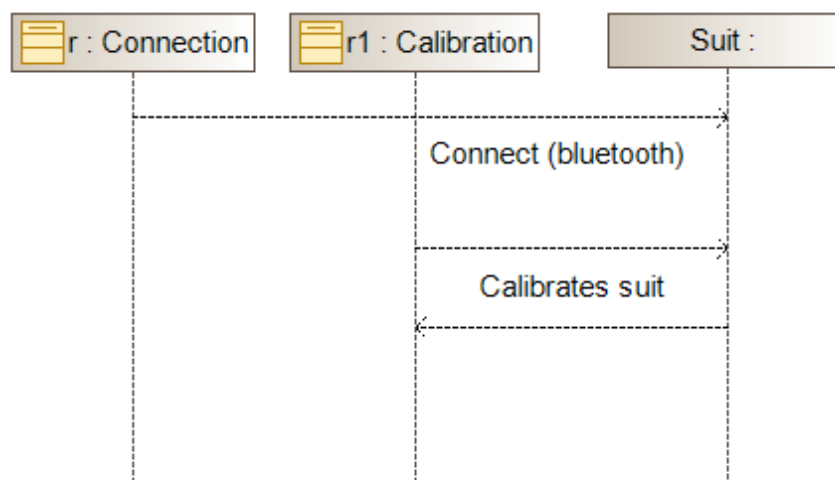 r : Connection
r1 : Calibration
Suit :
Connect (bluetooth)
Calibrates suit